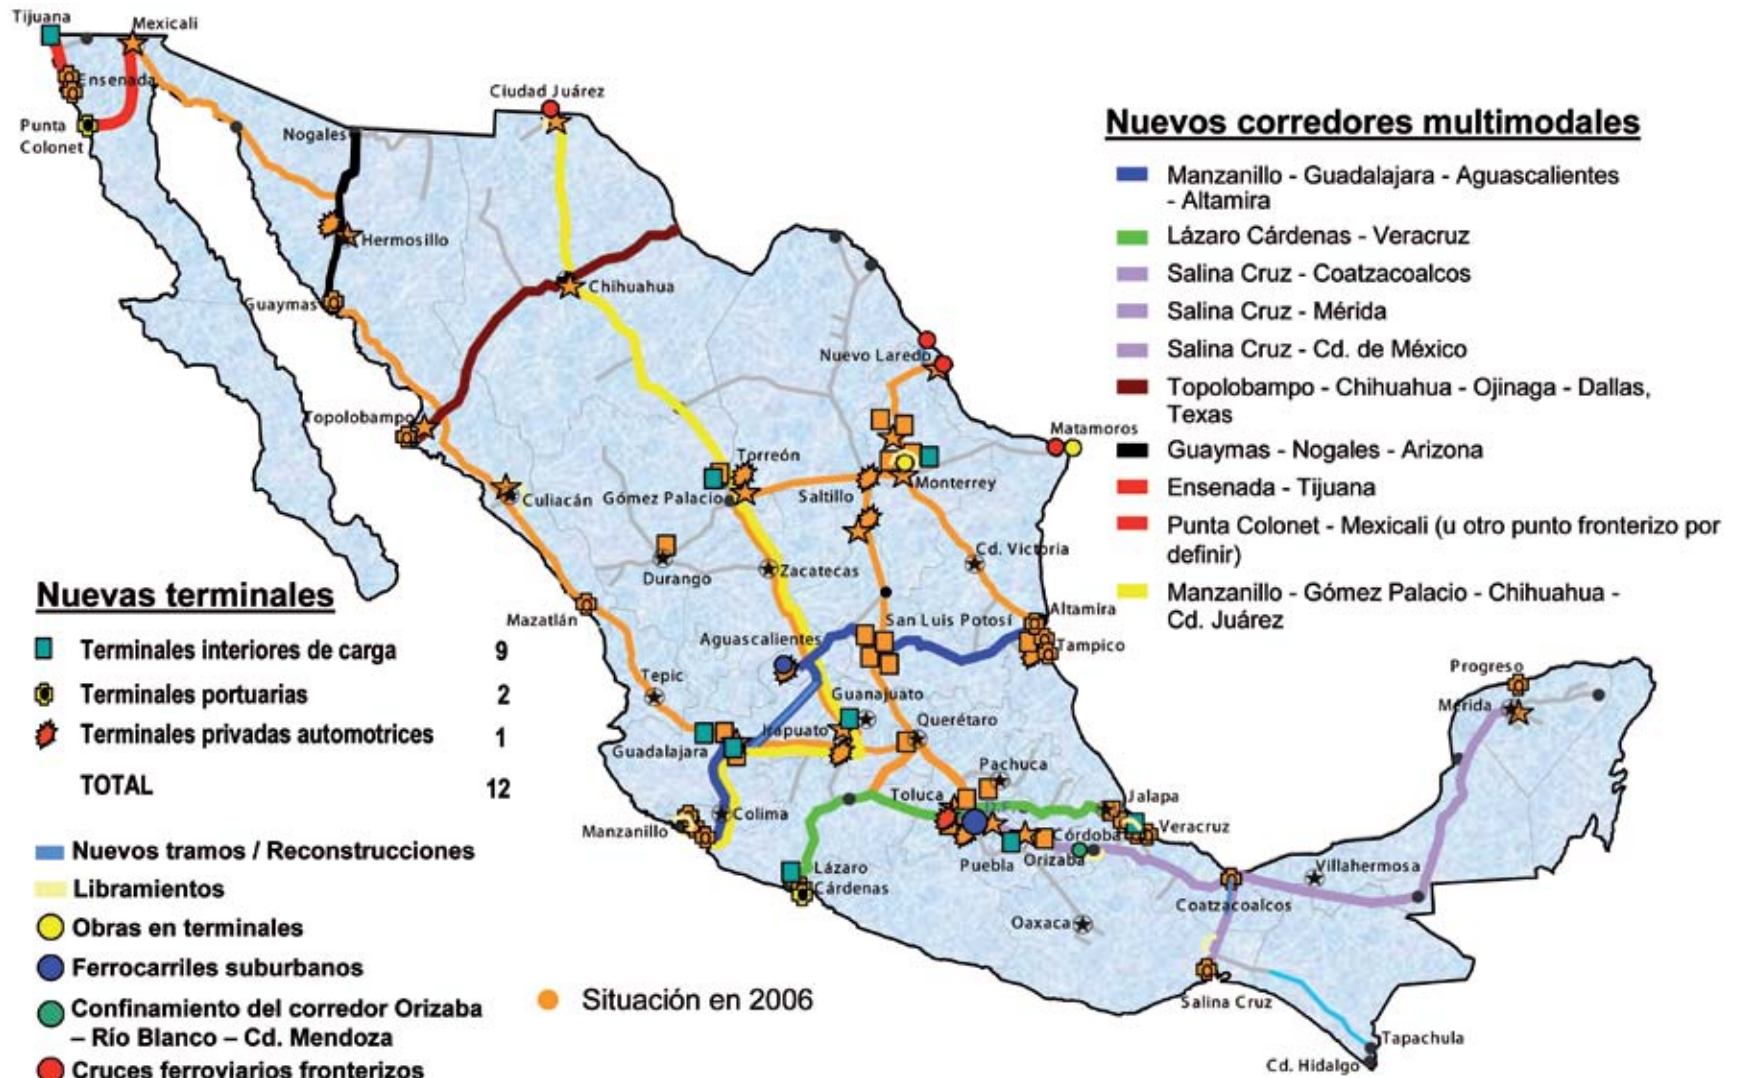 Tijuana
Mexicali
Ensenada
Punta
Colonet
Nogales
Ciudad Juárez
Hermosillo
Guaymas
Chihuahua
Nuevo Laredo
Topolobampo
Matamoros
Torreón
Culiacán
Gómez Palacio
Saltillo
Monterrey
Durango
Zacatecas
Cd. Victoria
Mazatlán
Aguascalientes
San Luis Potosí
Altamira
Tampico
Tepic
Guanajuato
Irapuato
Querétaro
Guadalajara
Pachuca
Toluca
D.F.
Jalapa
Colima
Manzanillo
Córdoba
Veracruz
Puebla
Orizaba
Lázaro
Cárdenas
Villahermosa
Coatzacoalcos
Oaxaca
Progreso
Mérida
Salina Cruz
Tapachula
Cd. Hidalgo
Nuevos corredores multimodales
Manzanillo - Guadalajara - Aguascalientes
- Altamira
Lázaro Cárdenas - Veracruz
Salina Cruz - Coatzacoalcos
Salina Cruz - Mérida
Salina Cruz - Cd. de México
Topolobampo - Chihuahua - Ojinaga - Dallas,
Texas
Guaymas - Nogales - Arizona
Ensenada - Tijuana
Punta Colonet - Mexicali (u otro punto fronterizo por
definir)
Manzanillo - Gómez Palacio - Chihuahua -
Cd. Juárez
Nuevas terminales
Terminales interiores de carga 9
Terminales portuarias 2
Terminales privadas automotrices 1
TOTAL 12
Nuevos tramos / Reconstrucciones
Libramientos
Obras en terminales
Ferrocarriles suburbanos
Confinamiento del corredor Orizaba
– Río Blanco – Cd. Mendoza
Cruces ferroviarios fronterizos
Situación en 2006